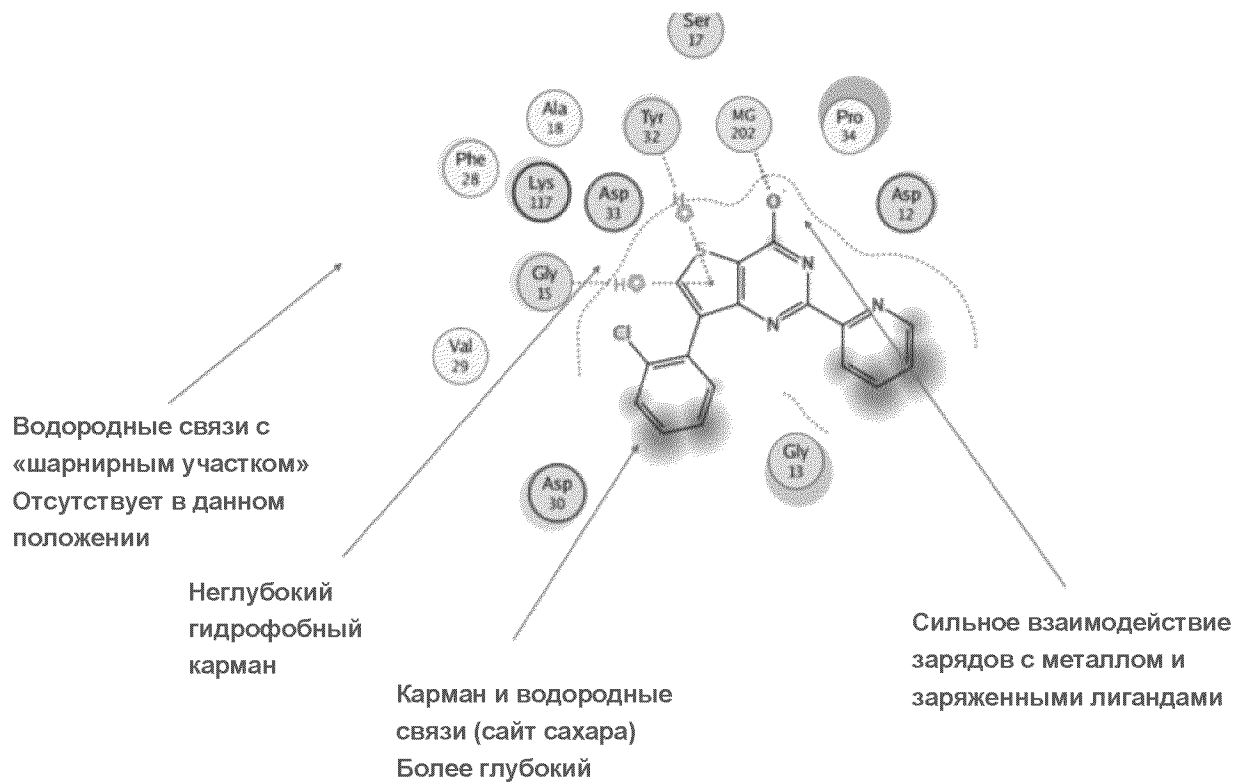 Ser
17
Ala
18
Tyr
32
MG
202
Pro
34
Phe
28
Lys
117
Asp
33
Asp
12
H
O
O
S
N
Gly
15
H O
N
N
Cl
Val
29
Gly
13
Asp
30
Водородные связи с
«шарнирным участком»
Отсутствует в данном
положении
Неглубокий
гидрофобный
карман
Карман и водородные
связи (сайт сахара)
Более глубокий
Сильное взаимодействие
зарядов с металлом и
заряженными лигандами